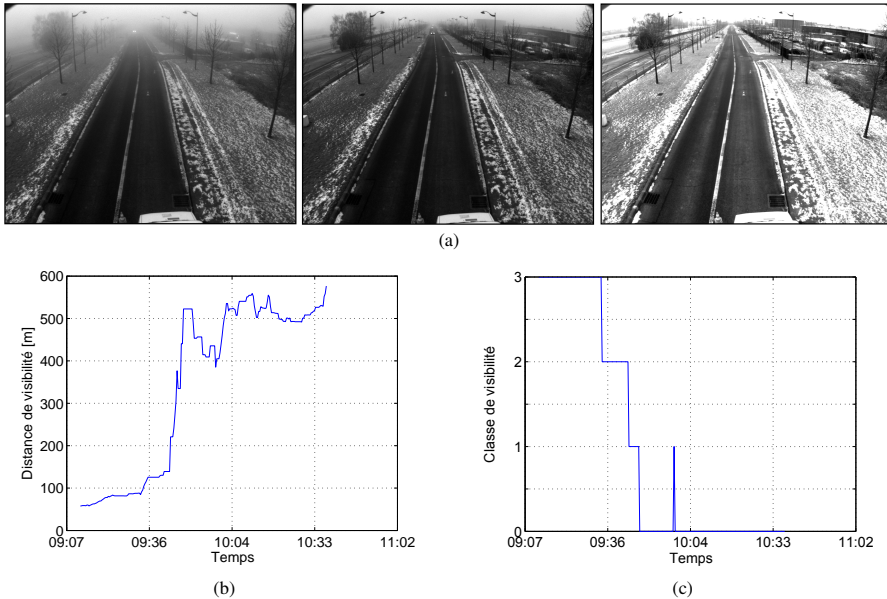 (a)
600
500
400
300
200
100
0
09:07 09:36 10:04 10:33 11:02
Distance de visibilité [m]
Temps
(b)
3
2
1
0
09:07 09:36 10:04 10:33 11:02
Classe de visibilité
Temps
(c)